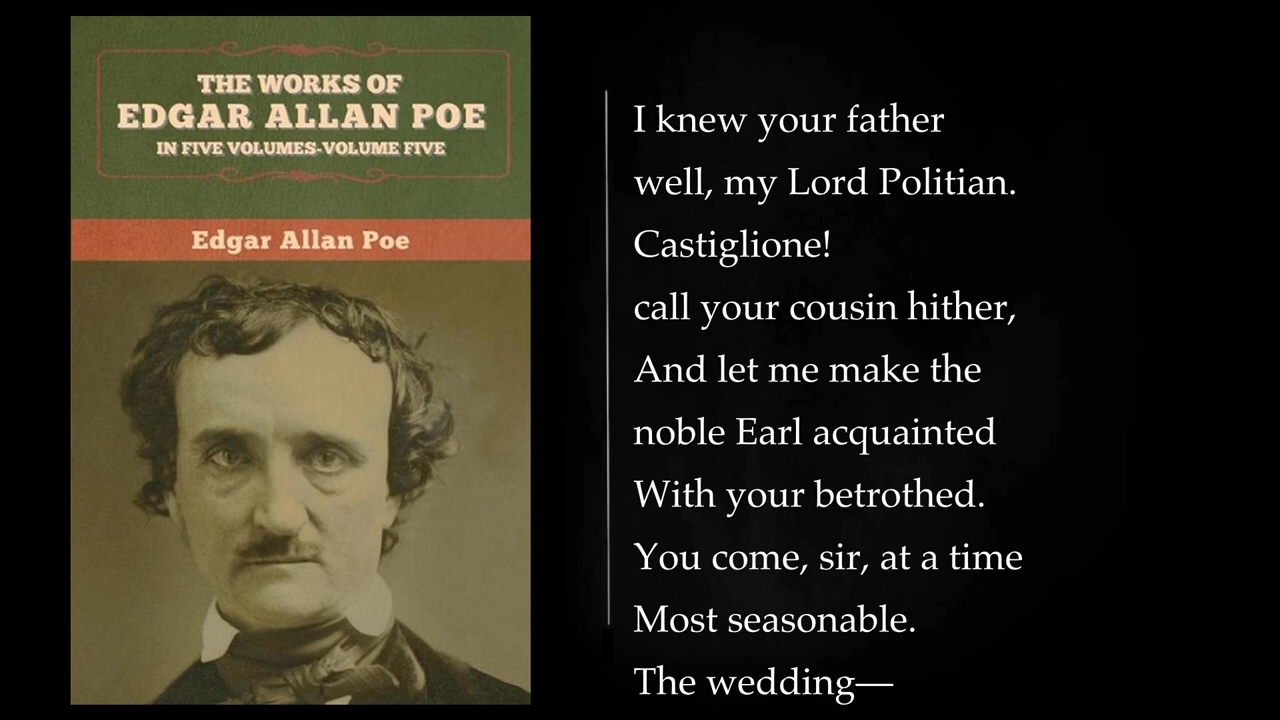 THE WORKS OF
EDGAR ALLAN POE
IN FIVE VOLUMES-VOLUME FIVE
Edgar Allan Poe
I knew your father
well, my Lord Politian.
Castiglione!
call your cousin hither,
And let me make the
noble Earl acquainted
With your betrothed.
You come, sir, at a time
Most seasonable.
The wedding—